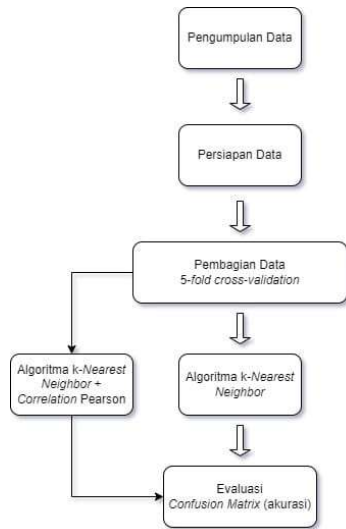 Pengumpulan Data
Persiapan Data
Pembagian Data
5-fold cross-validation
Algoritma k-Nearest
Neighbor +
Correlation Pearson
Algoritma k-Nearest
Neighbor
Evaluasi
Confusion Matrix (akurasi)